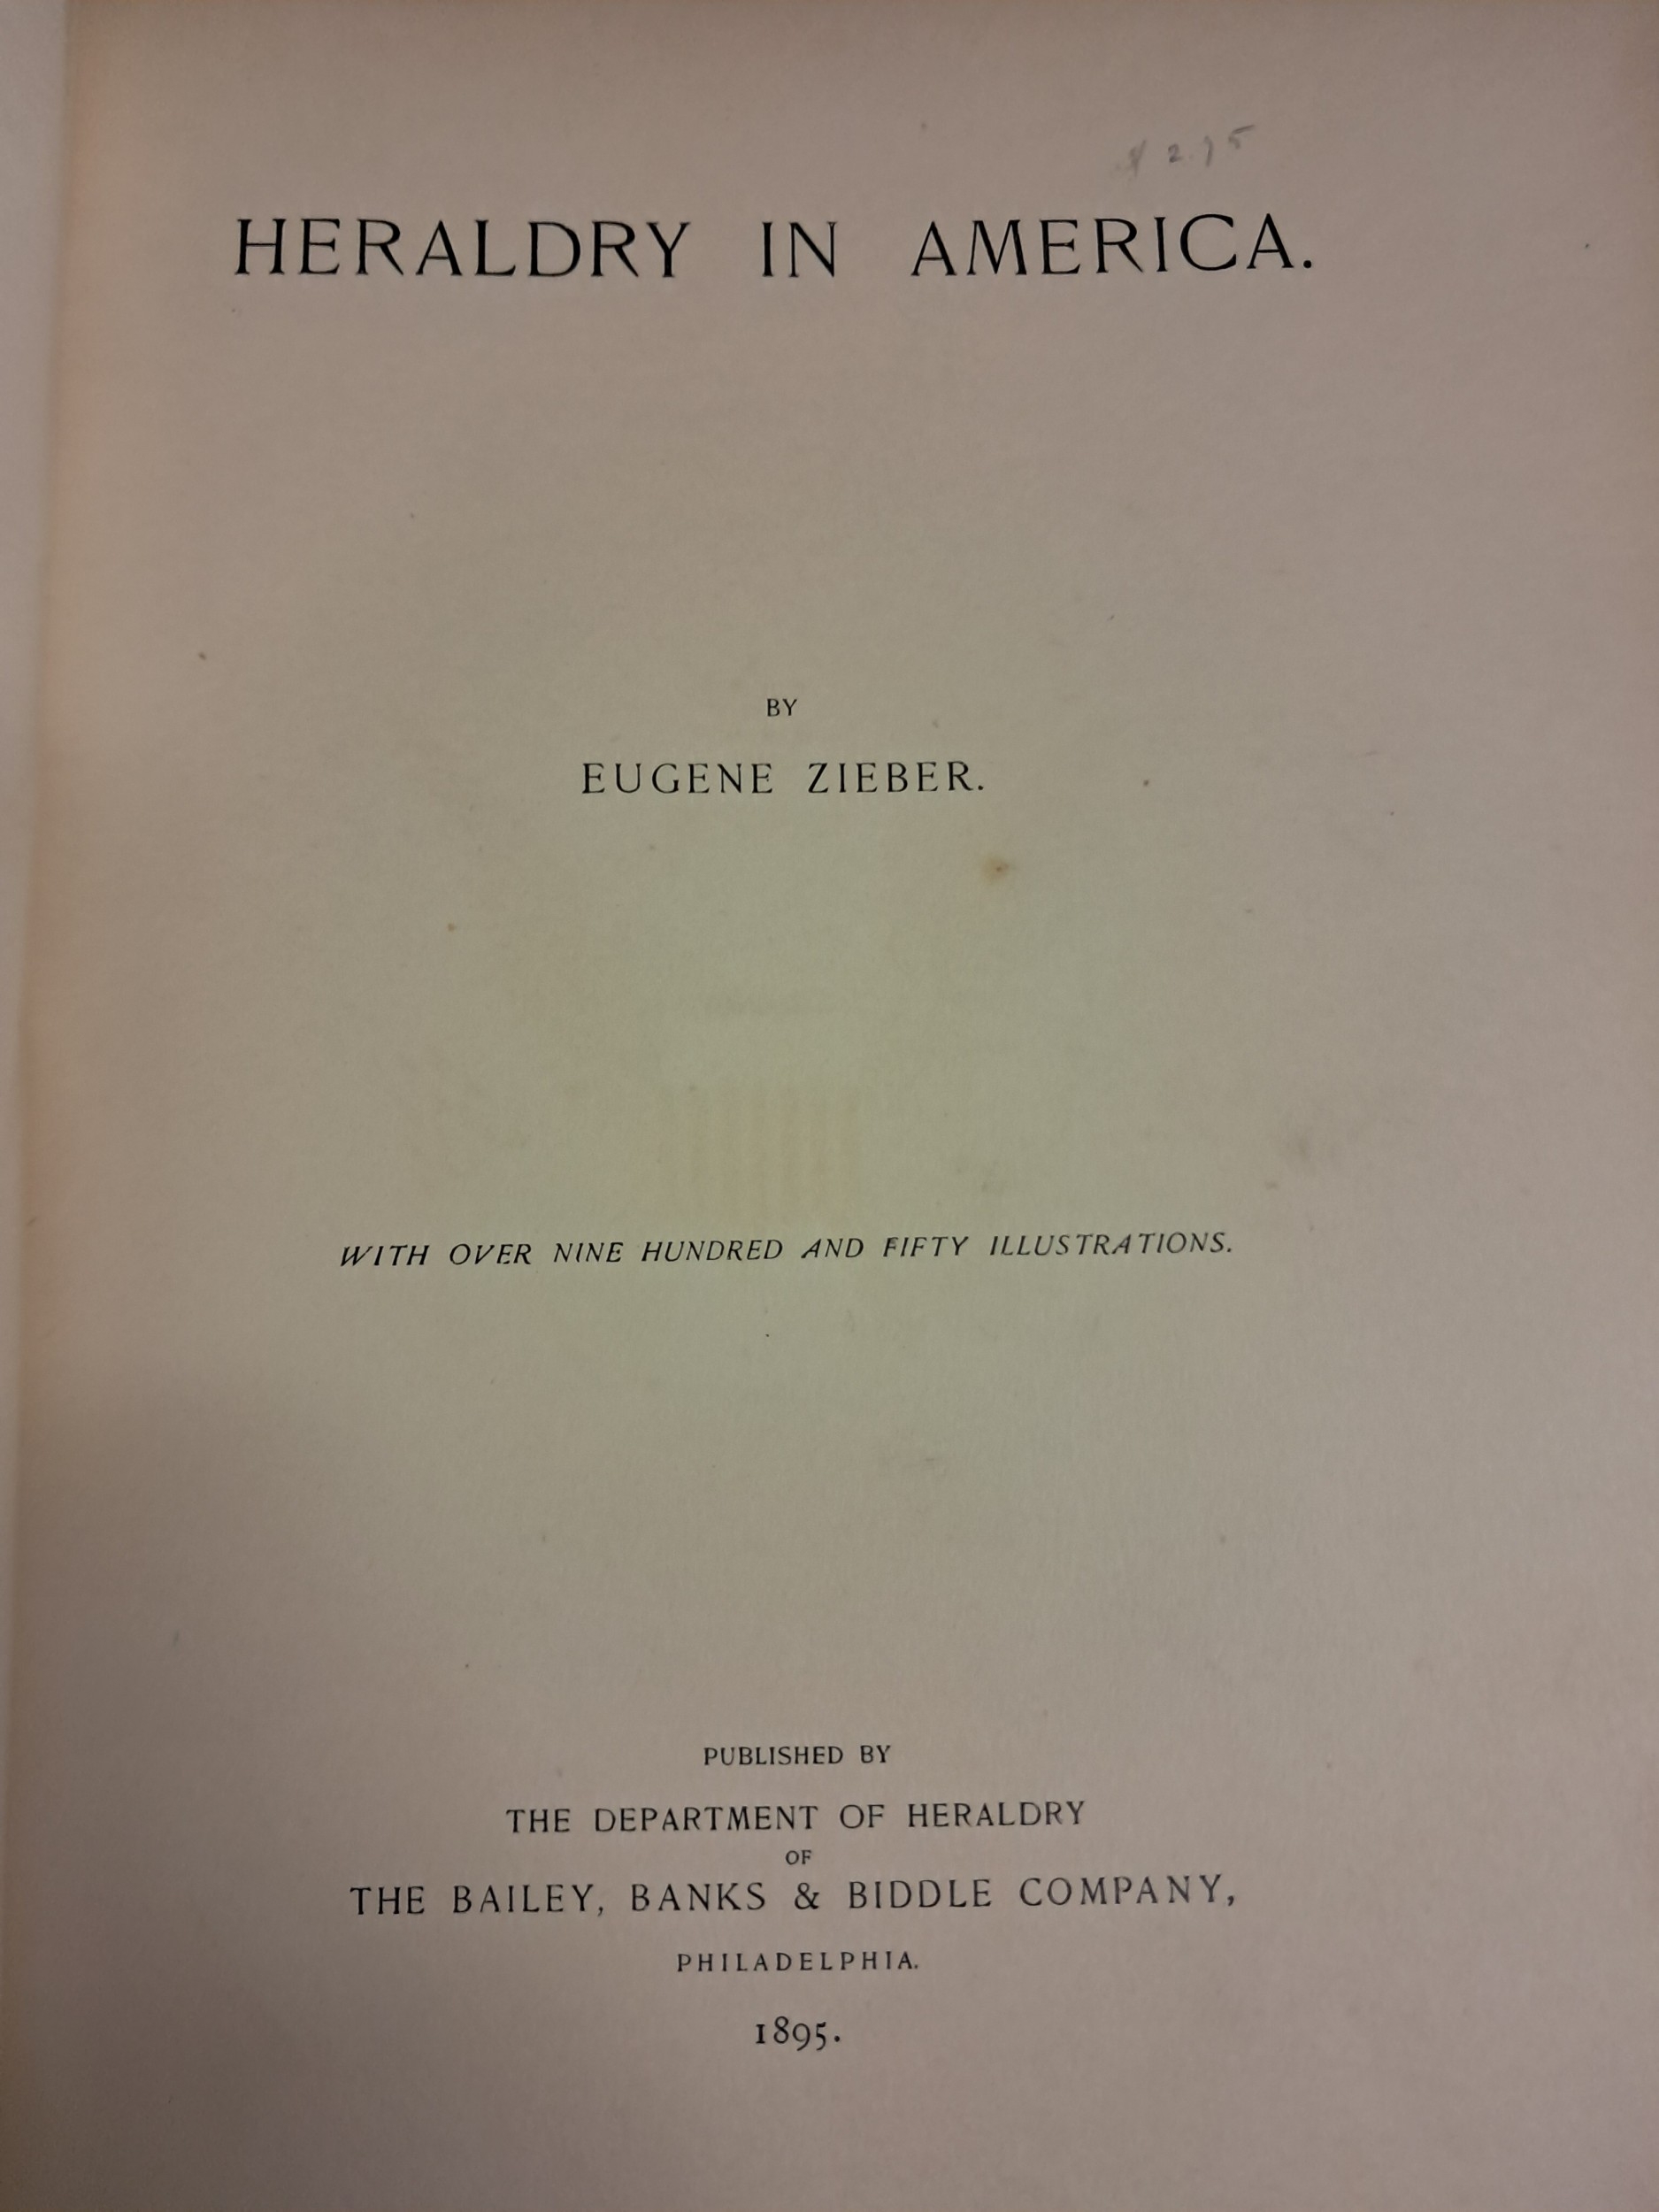 $ 2.75
HERALDRY IN AMERICA.
BY
EUGENE ZIEBER.
WITH OVER NINE HUNDRED AND FIFTY ILLUSTRATIONS.
PUBLISHED BY
THE DEPARTMENT OF HERALDRY
OF
THE BAILEY, BANKS & BIDDLE COMPANY,
PHILADELPHIA.
1895.